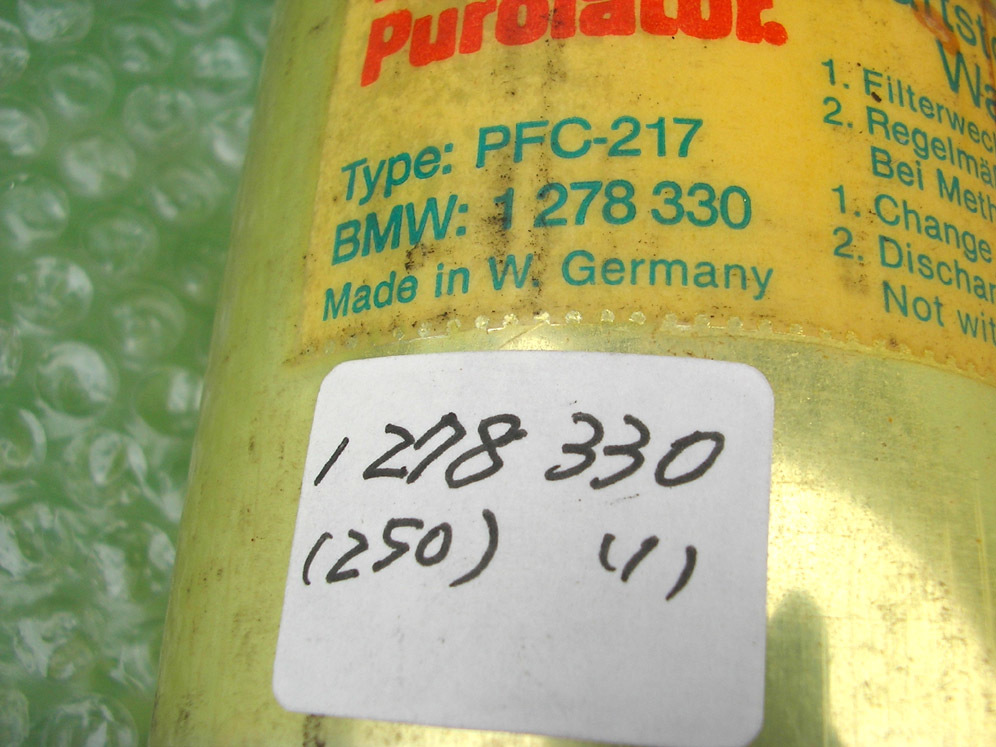 Purolator.
Type: PFC-217
BMW: 1 278 330
Made in W. Germany
1. Filterwec
2. Regelmä
Bei Meth
1. Change
2. Dischar
Not wit
1 278 330
(250) (1)